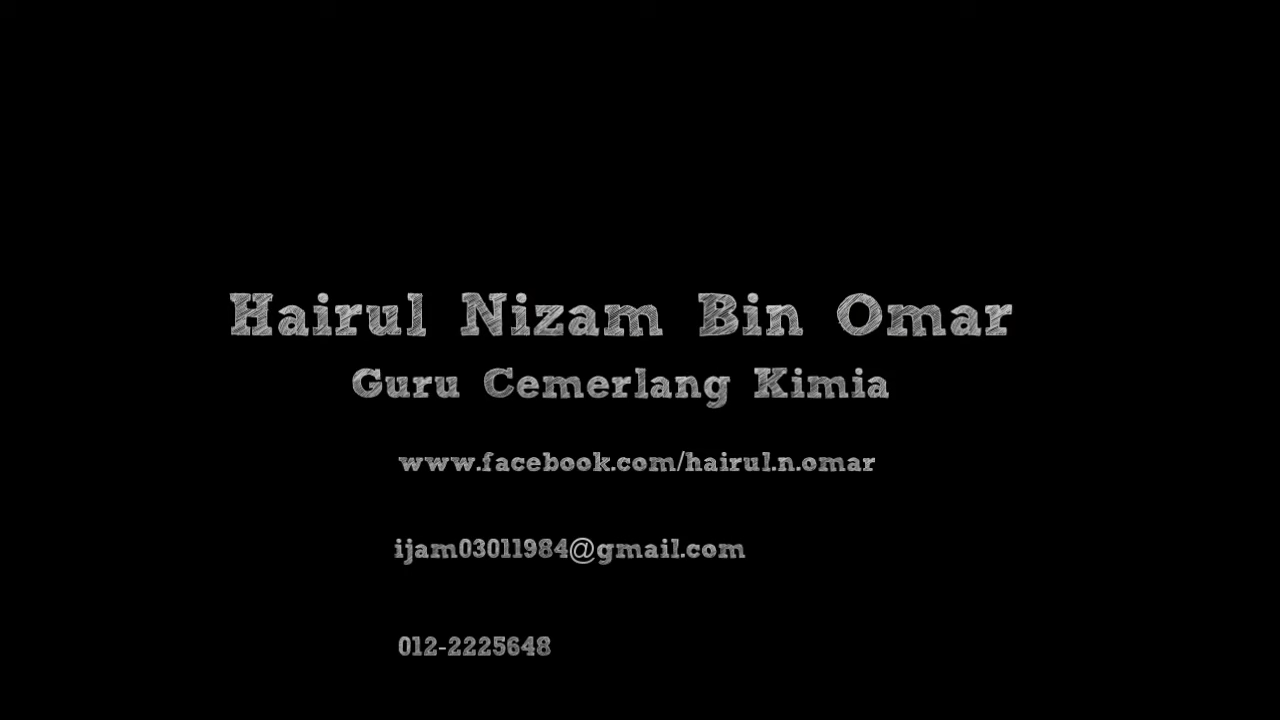 Hairul Nizam Bin Omar
Guru Cemerlang Kimia
www.facebook.com/hairul.n.omar
ijam03011984@gmail.com
012-2225648